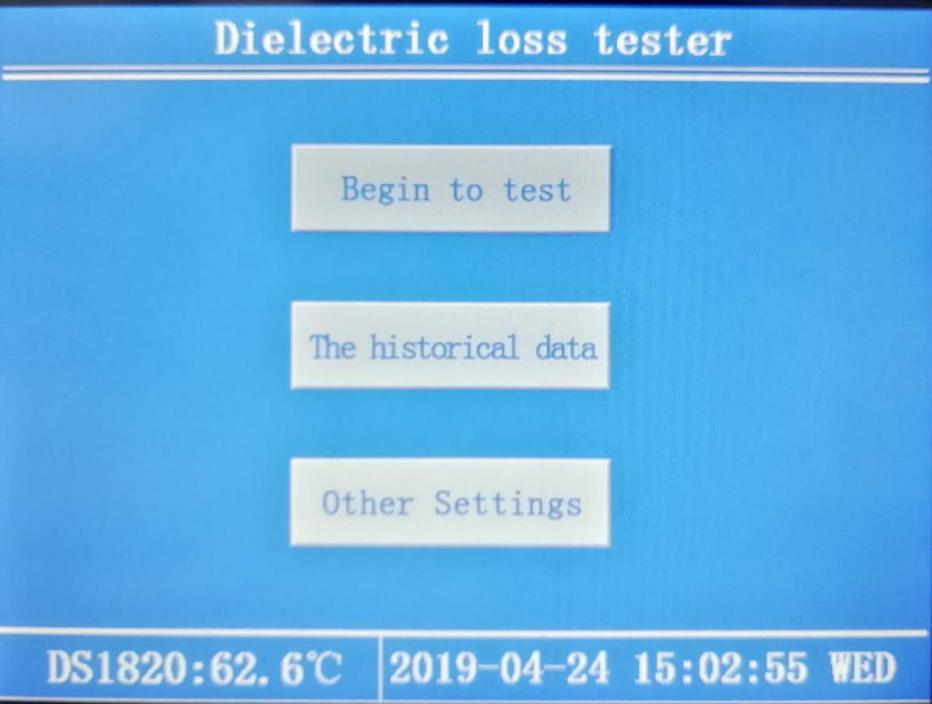 Dielectric loss tester
Begin to test
The historical data
Other Settings
DS1820:62.6℃
2019-04-24 15:02:55 WED